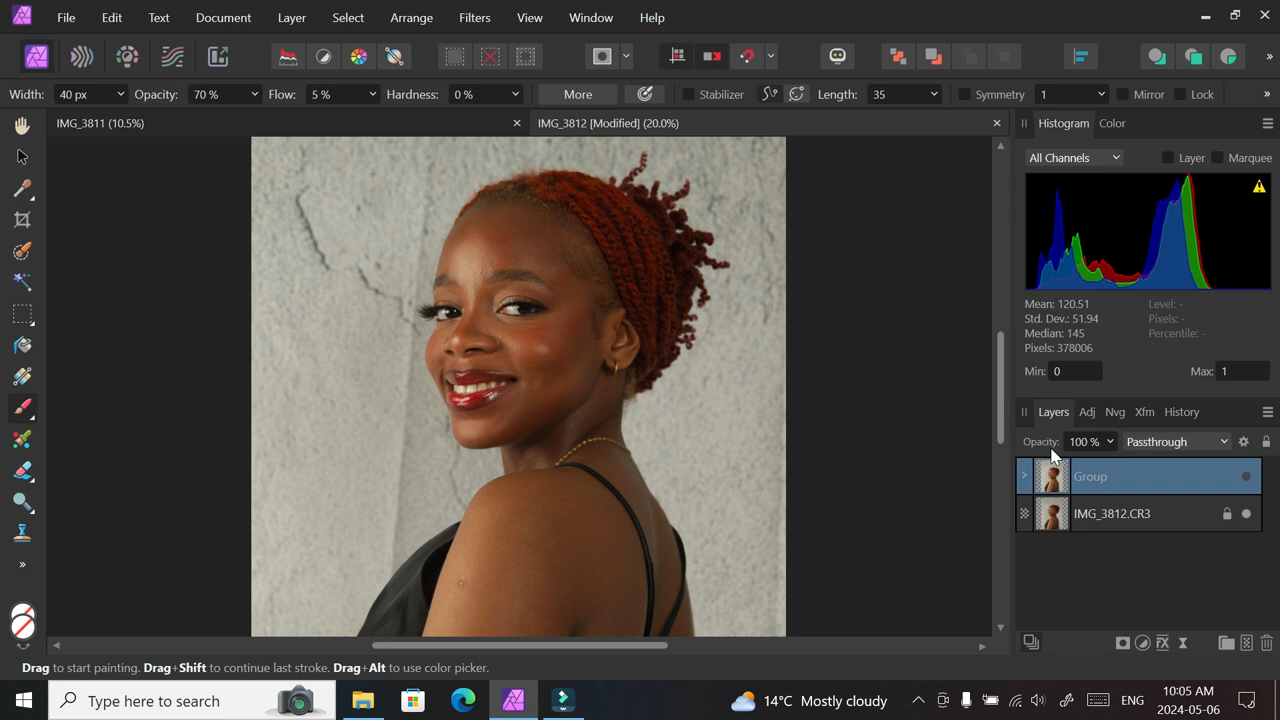 File Edit Text Document Layer Select Arrange Filters View Window Help
Width: 40 px Opacity: 70 % Flow: 5 % Hardness: 0 % More Stabilizer Length: 35 Symmetry 1 Mirror Lock »
IMG_3811 (10.5%) IMG_3812 [Modified] (20.0%)
Histogram Color
All Channels Layer Marquee
Mean: 120.51 Level: -
Std. Dev.: 51.94 Pixels: -
Median: 145 Percentile: -
Pixels: 378006
Min: 0 Max: 1
Layers Adj Nvg Xfm History
Opacity: 100 % Passthrough
Group
IMG_3812.CR3
Drag to start painting. Drag+Shift to continue last stroke. Drag+Alt to use color picker.
Type here to search 14°C Mostly cloudy ENG 10:05 AM
2024-05-06